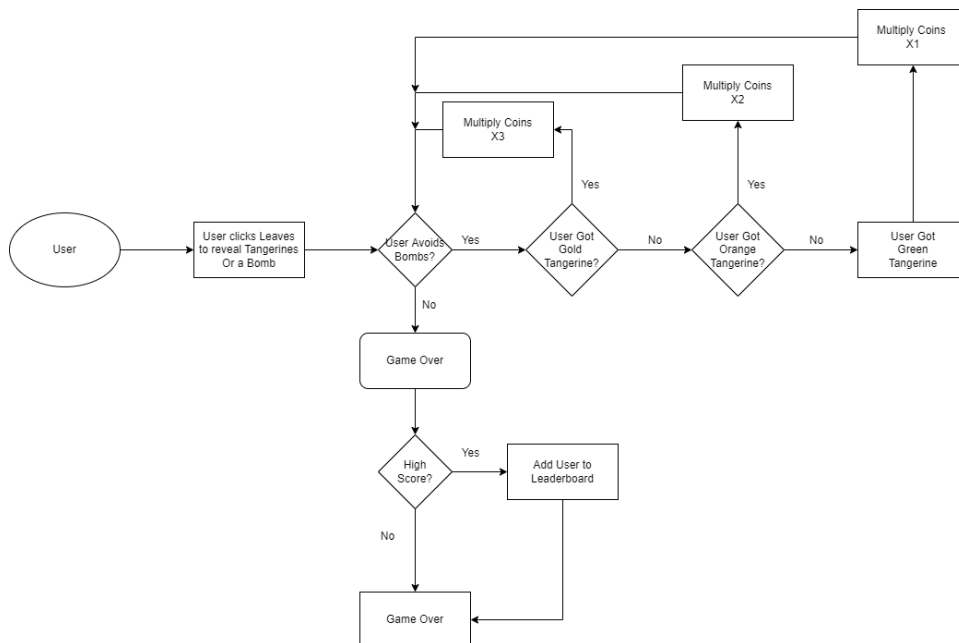 Multiply Coins
X1
Multiply Coins
X2
Multiply Coins
X3
Yes
Yes
User
User clicks Leaves
to reveal Tangerines
Or a Bomb
User Avoids
Bombs?
Yes
User Got
Gold
Tangerine?
No
User Got
Orange
Tangerine?
No
User Got
Green
Tangerine
No
Game Over
High
Score?
Yes
Add User to
Leaderboard
No
Game Over